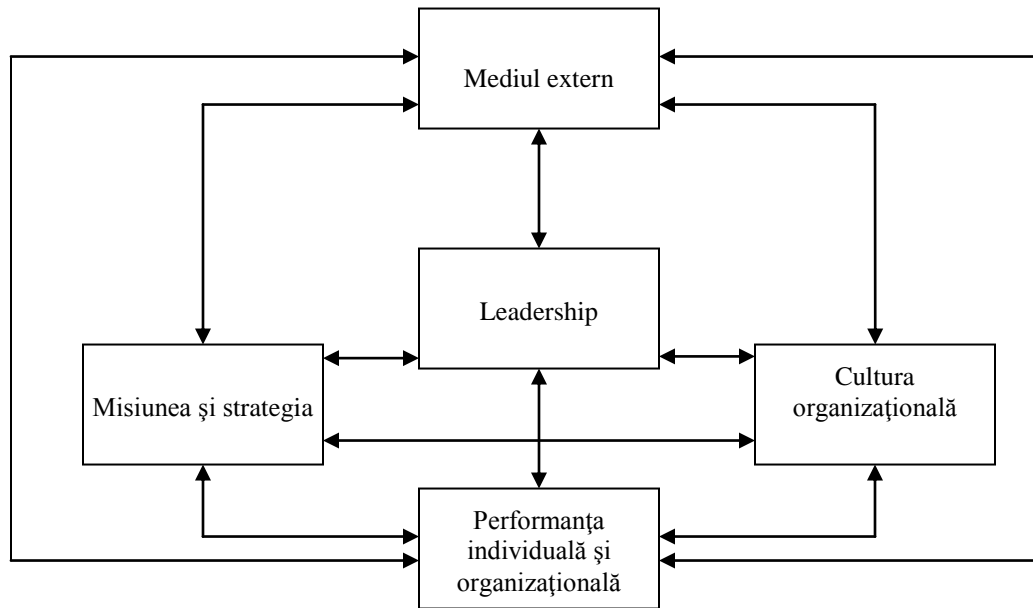 Mediul extern
Leadership
Misiunea şi strategia
Cultura
organizaţională
Performanţa
individuală şi
organizaţională